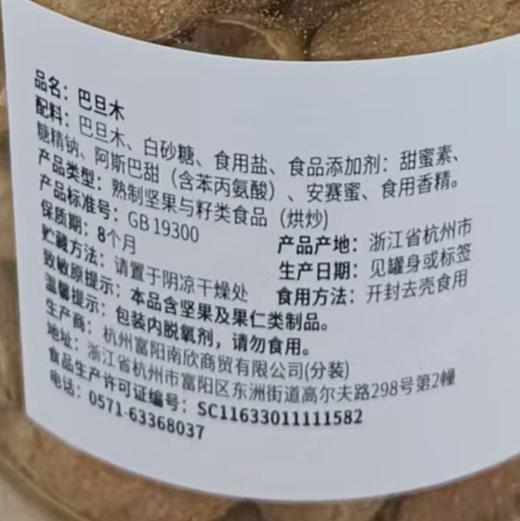 品名：巴旦木
配料：巴旦木、白砂糖、食用盐、食品添加剂：甜蜜素、
糖精钠、阿斯巴甜（含苯丙氨酸）、安赛蜜、食用香精。
产品类型：熟制坚果与籽类食品（烘炒）
产品标准号：GB 19300
产品产地：浙江省杭州市
保质期：8个月
生产日期：见罐身或标签
贮藏方法：请置于阴凉干燥处
食用方法：开封去壳食用
致敏原提示：本品含坚果及果仁类制品。
温馨提示：包装内脱氧剂，请勿食用。
生产商：杭州富阳南欣商贸有限公司(分装)
地址：浙江省杭州市富阳区东洲街道高尔夫路298号第2幢
食品生产许可证编号：SC11633011111582
电话：0571-63368037